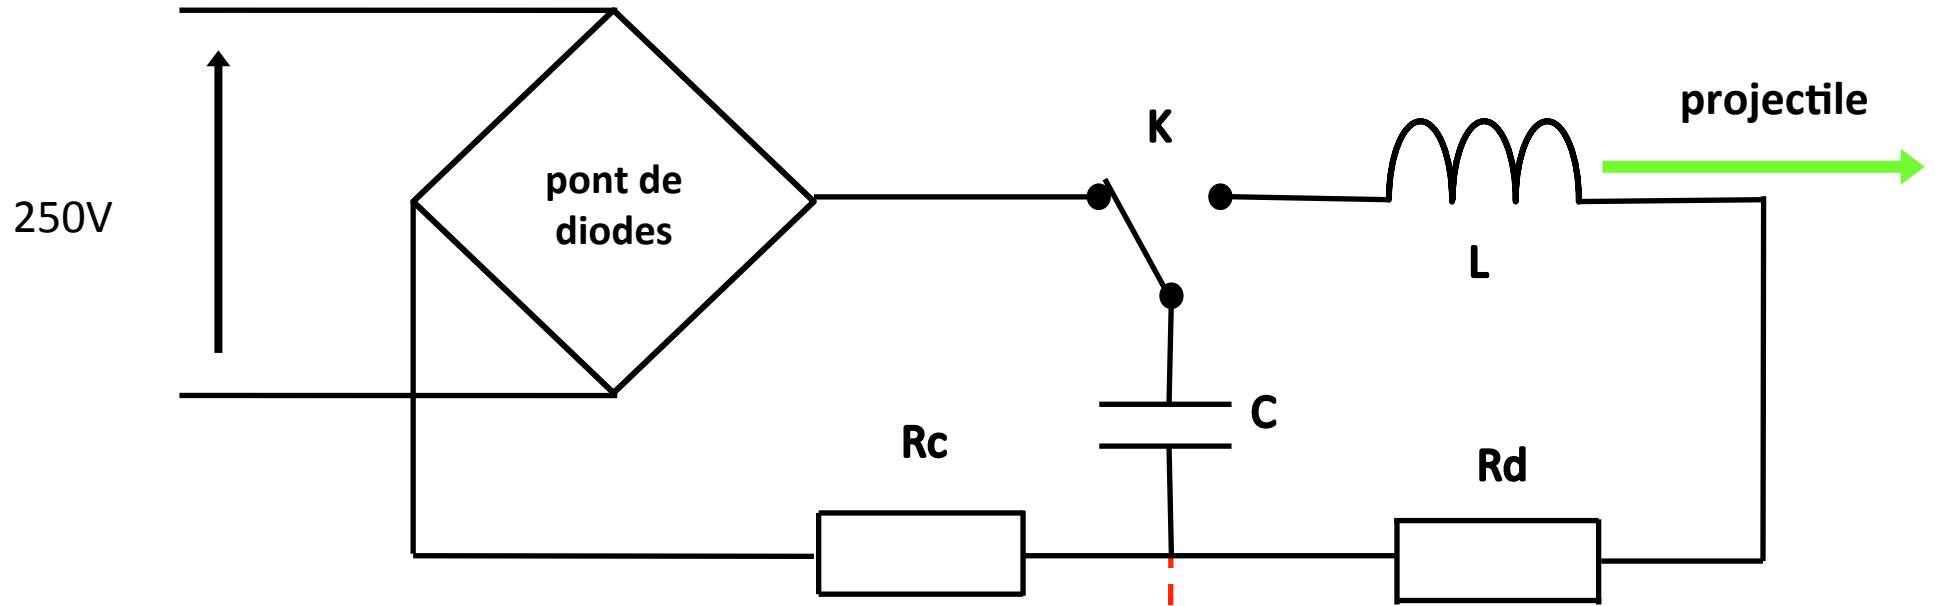 projectile
K
pont de
diodes
250V
L
C
Rc
Rd